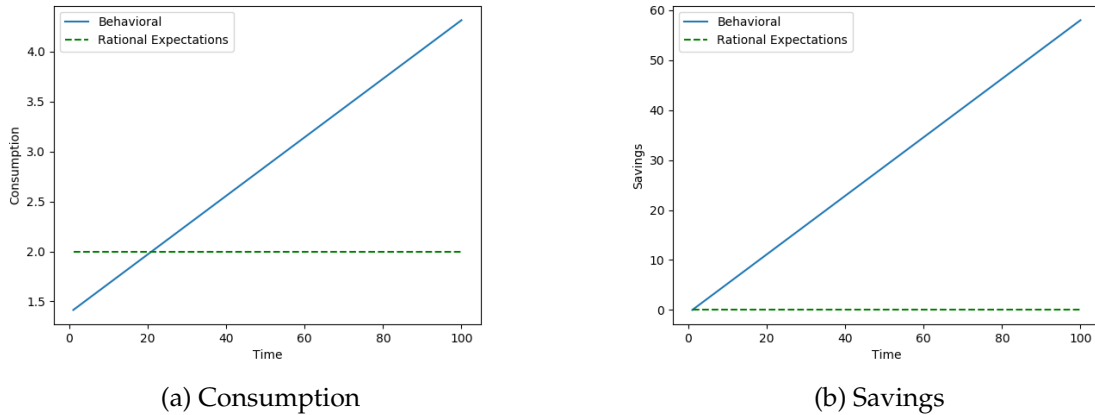 Behavioral
Rational Expectations
4.0
3.5
3.0
2.5
2.0
1.5
Consumption
0
20
40
60
80
100
Time
(a) Consumption
Behavioral
Rational Expectations
60
50
40
30
20
10
0
Savings
0
20
40
60
80
100
Time
(b) Savings